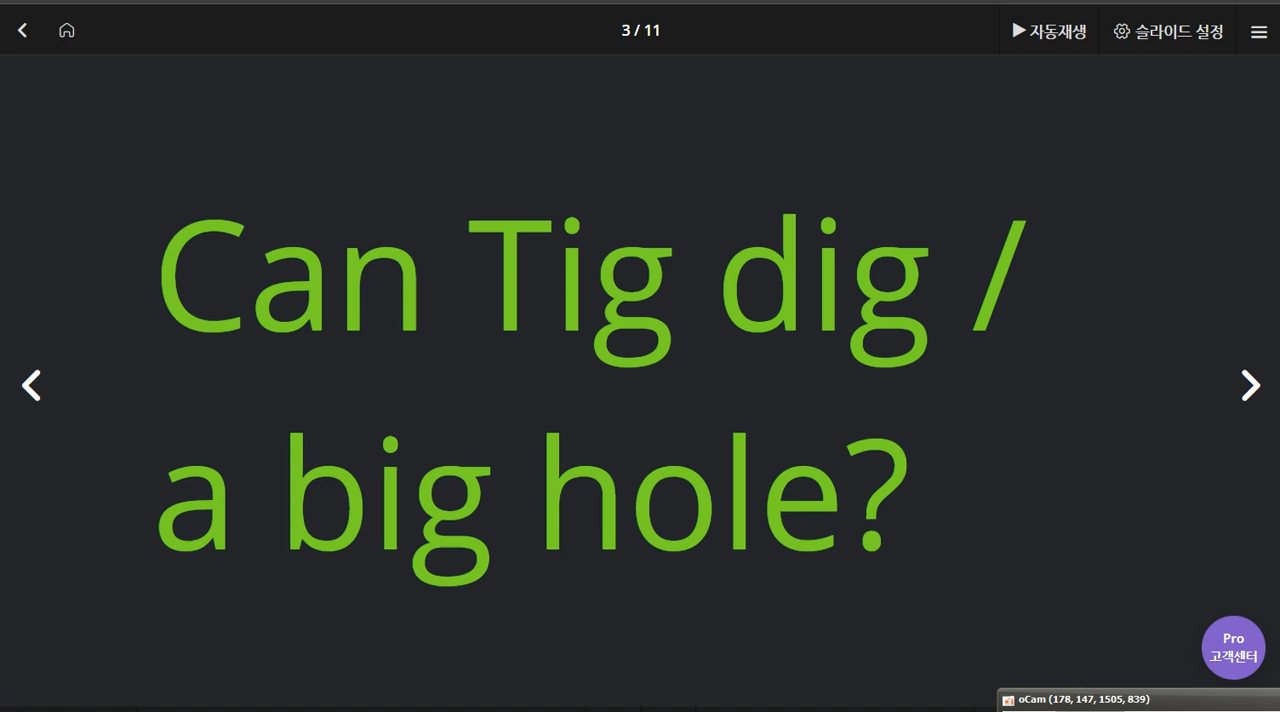 3 / 11
▶ 자동재생
슬라이드 설정
Can Tig dig /
a big hole?
Pro
고객센터
oCam (178, 147, 1505, 839)